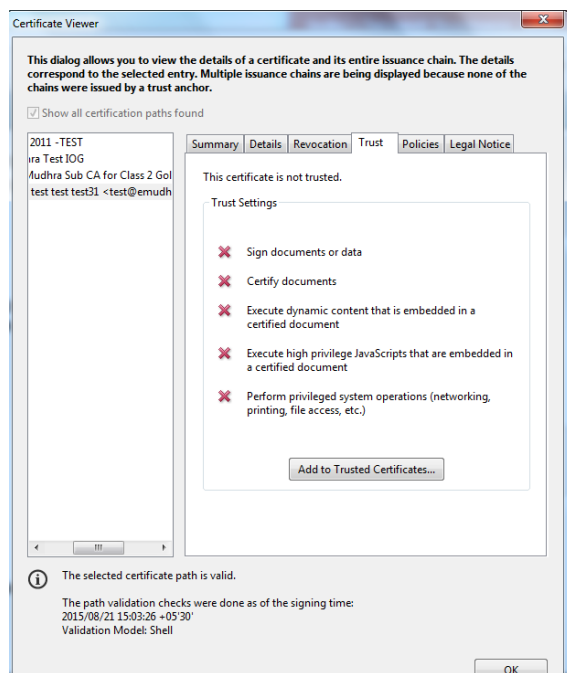 Certificate Viewer
x
This dialog allows you to view the details of a certificate and its entire issuance chain. The details
correspond to the selected entry. Multiple issuance chains are being displayed because none of the
chains were issued by a trust anchor.
Show all certification paths found
2011 -TEST
ra Test IOG
Mudhra Sub CA for Class 2 Gol
test test test31 <test@emudh
Summary Details Revocation Trust Policies Legal Notice
This certificate is not trusted.
Trust Settings
Sign documents or data
Certify documents
Execute dynamic content that is embedded in a
certified document
Execute high privilege JavaScripts that are embedded in
a certified document
Perform privileged system operations (networking,
printing, file access, etc.)
Add to Trusted Certificates...
The selected certificate path is valid.
The path validation checks were done as of the signing time:
2015/08/21 15:03:26 +05'30'
Validation Model: Shell
OK